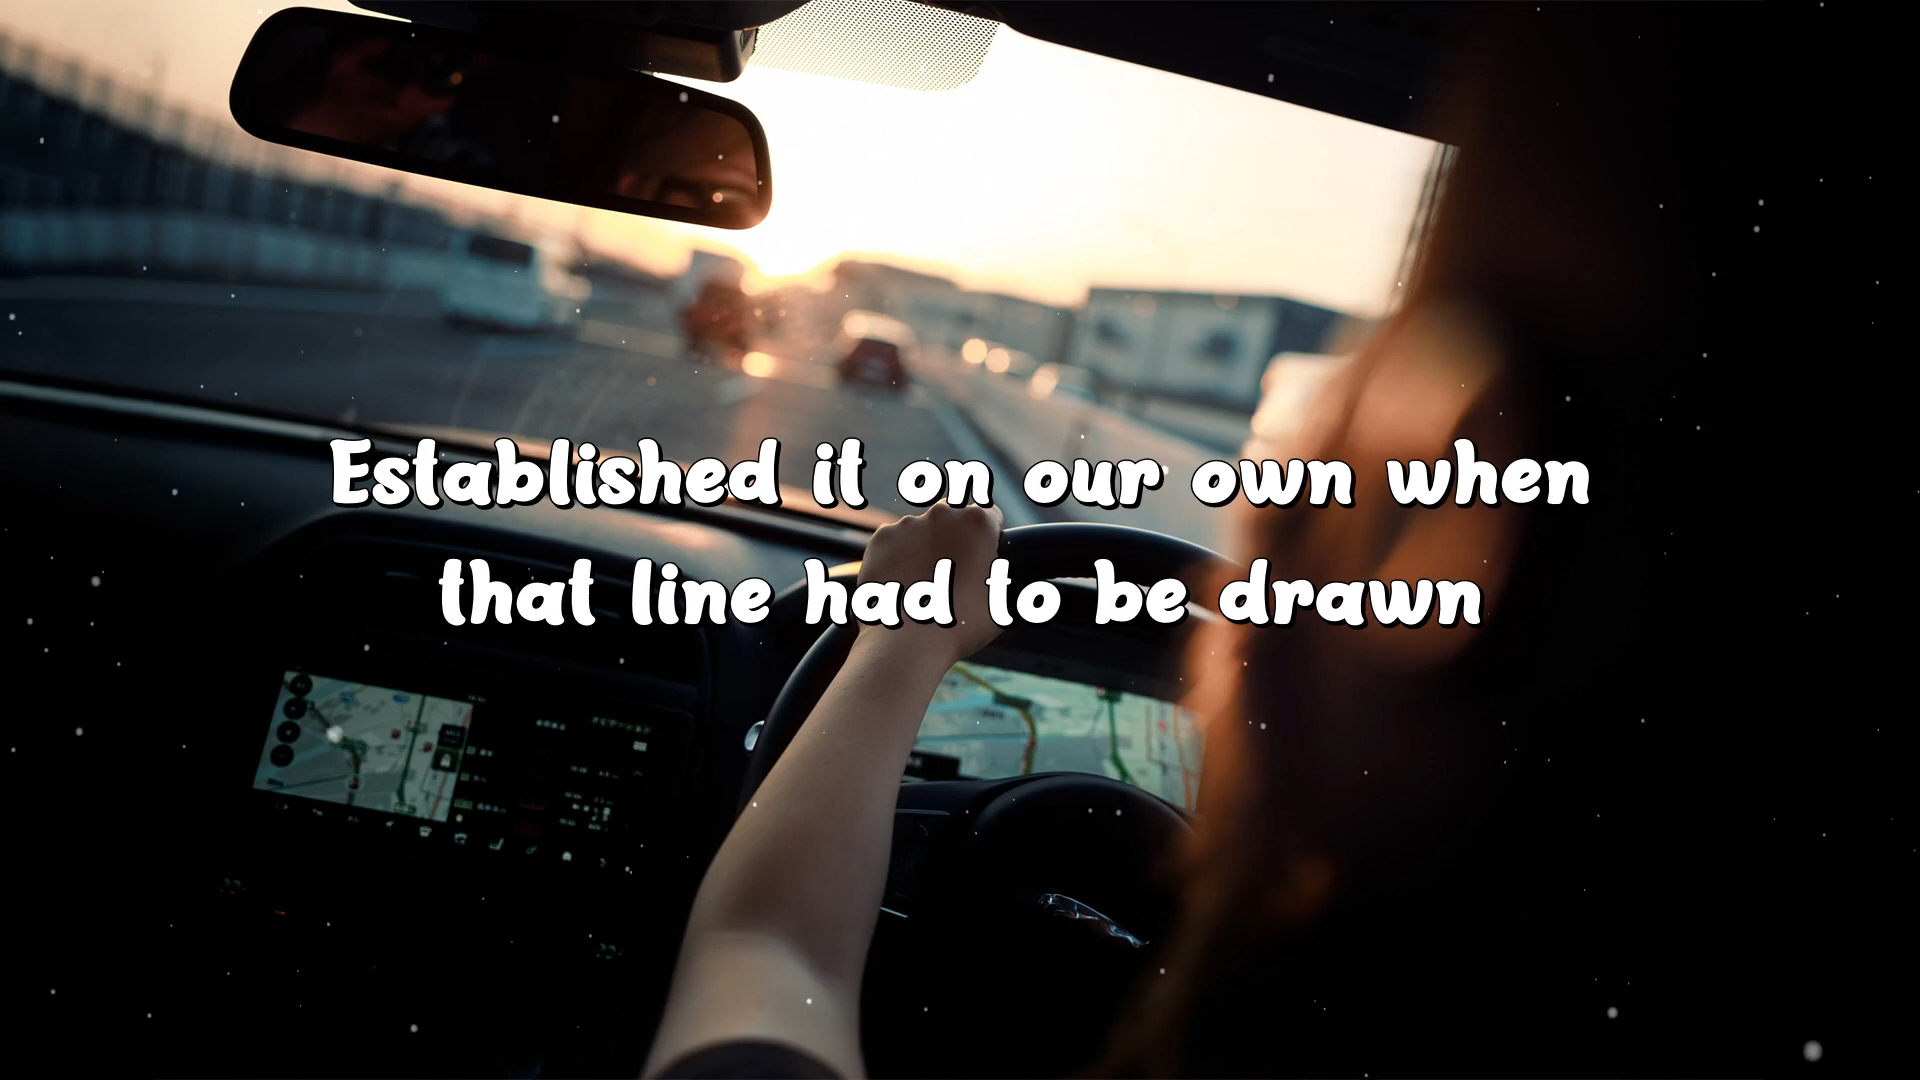 Established it on our own when
that line had to be drawn